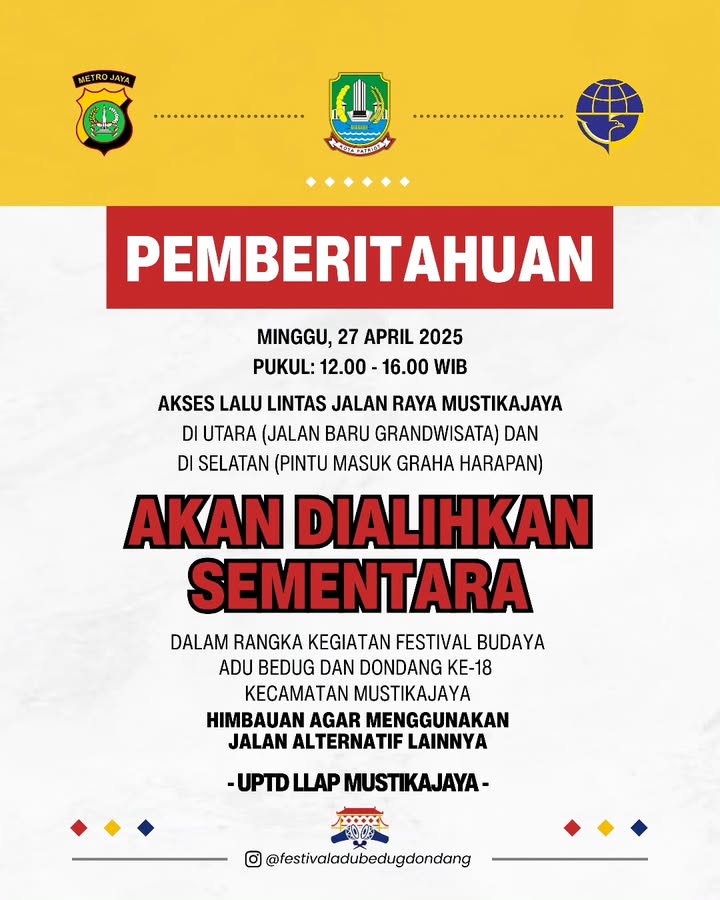 METRO JAYA
KOTA PATRIOT
PEMBERITAHUAN
MINGGU, 27 APRIL 2025
PUKUL: 12.00 - 16.00 WIB
AKSES LALU LINTAS JALAN RAYA MUSTIKAJAYA
DI UTARA (JALAN BARU GRANDWISATA) DAN
DI SELATAN (PINTU MASUK GRAHA HARAPAN)
AKAN DIALIHKAN
SEMENTARA
DALAM RANGKA KEGIATAN FESTIVAL BUDAYA
ADU BEDUG DAN DONDANG KE-18
KECAMATAN MUSTIKAJAYA
HIMBAUAN AGAR MENGGUNAKAN
JALAN ALTERNATIF LAINNYA
- UPTD LLAP MUSTIKAJAYA -
@festivaladubedugdondang